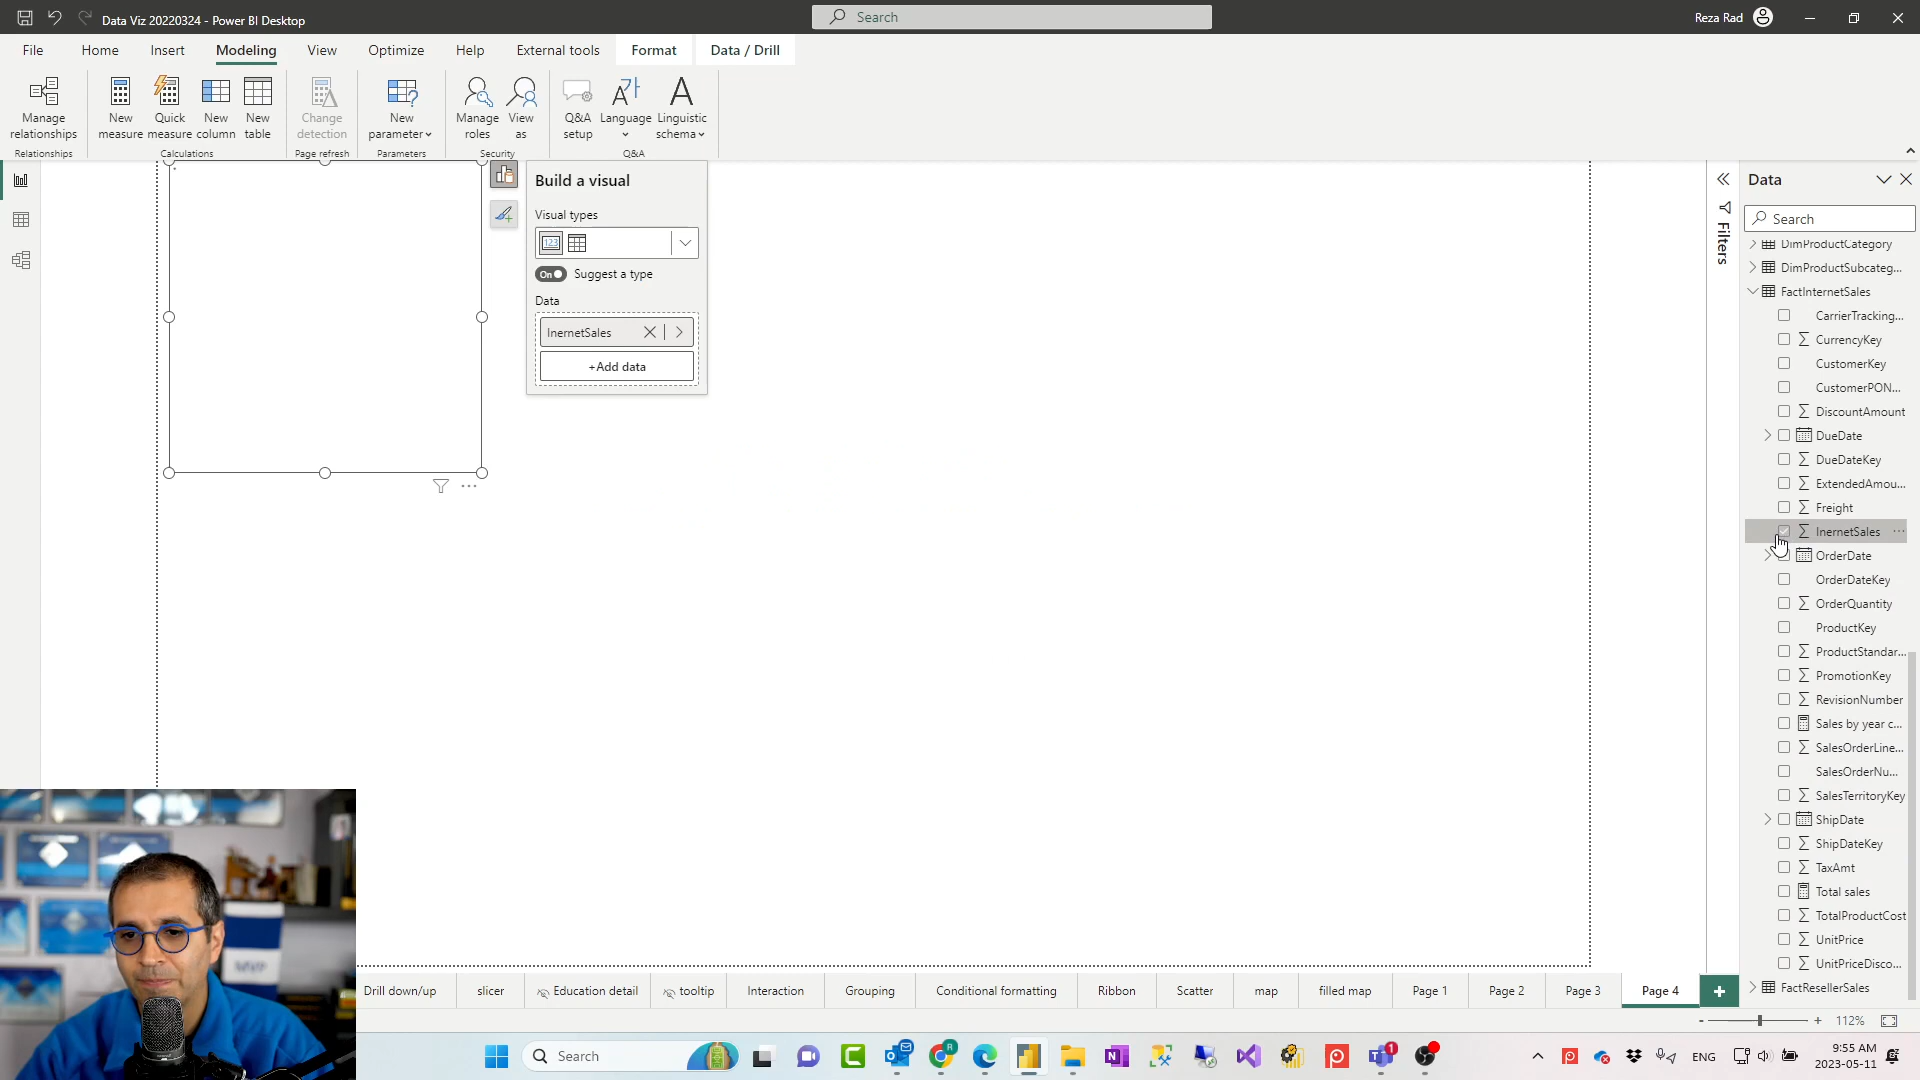 Data Viz 20220324 - Power BI Desktop
Search
Reza Rad
File
Home
Insert
Modeling
View
Optimize
Help
External tools
Format
Data / Drill
Manage relationships
New measure
Quick measure
New column
New table
Change detection
New parameter
Manage roles
View as
Q&A setup
Language
Linguistic schema
Relationships
Calculations
Page refresh
Parameters
Security
Q&A
Build a visual
Visual types
123
On
Suggest a type
Data
InernetSales
+Add data
Filters
Data
Search
DimProductCategory
DimProductSubcateg...
FactInternetSales
CarrierTracking...
CurrencyKey
CustomerKey
CustomerPON...
DiscountAmount
DueDate
DueDateKey
ExtendedAmou...
Freight
InernetSales
OrderDate
OrderDateKey
OrderQuantity
ProductKey
ProductStandar...
PromotionKey
RevisionNumber
Sales by year c...
SalesOrderLine...
SalesOrderNu...
SalesTerritoryKey
ShipDate
ShipDateKey
TaxAmt
Total sales
TotalProductCost
UnitPrice
UnitPriceDisco...
FactResellerSales
MVP
Drill down/up
slicer
Education detail
tooltip
Interaction
Grouping
Conditional formatting
Ribbon
Scatter
map
filled map
Page 1
Page 2
Page 3
Page 4
112%
Search
ENG
9:55 AM
2023-05-11